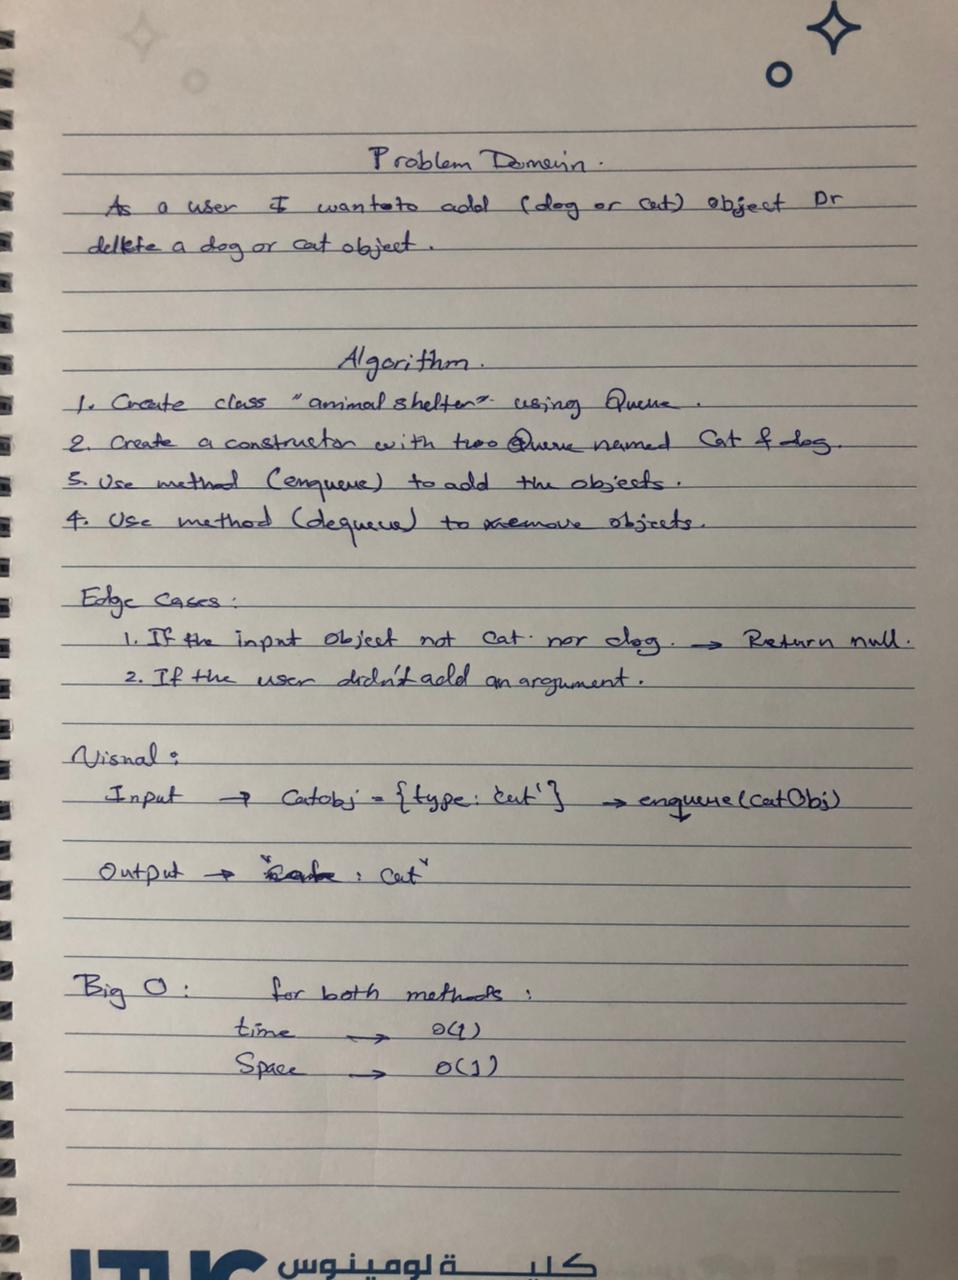 Problem Domain.
As a user I want to add (dog or cat) object Or
delete a dog or cat object.
Algorithm.
1. Create class "animal shelter" using Queue.
2. Create a constructor with two Queue named Cat & dog.
3. Use method (enqueue) to add the objects.
4. Use method (dequeue) to remove objects.
Edge Cases:
1. If the input object not cat nor dog. → Return null.
2. If the user didn't add an argument.
Visual:
Input → Catobj = {type: 'cat'} → enqueue(CatObj)
Output → " : Cat"
Big O: for both methods:
time → O(1)
Space → O(1)
LTUC كلية لومينوس